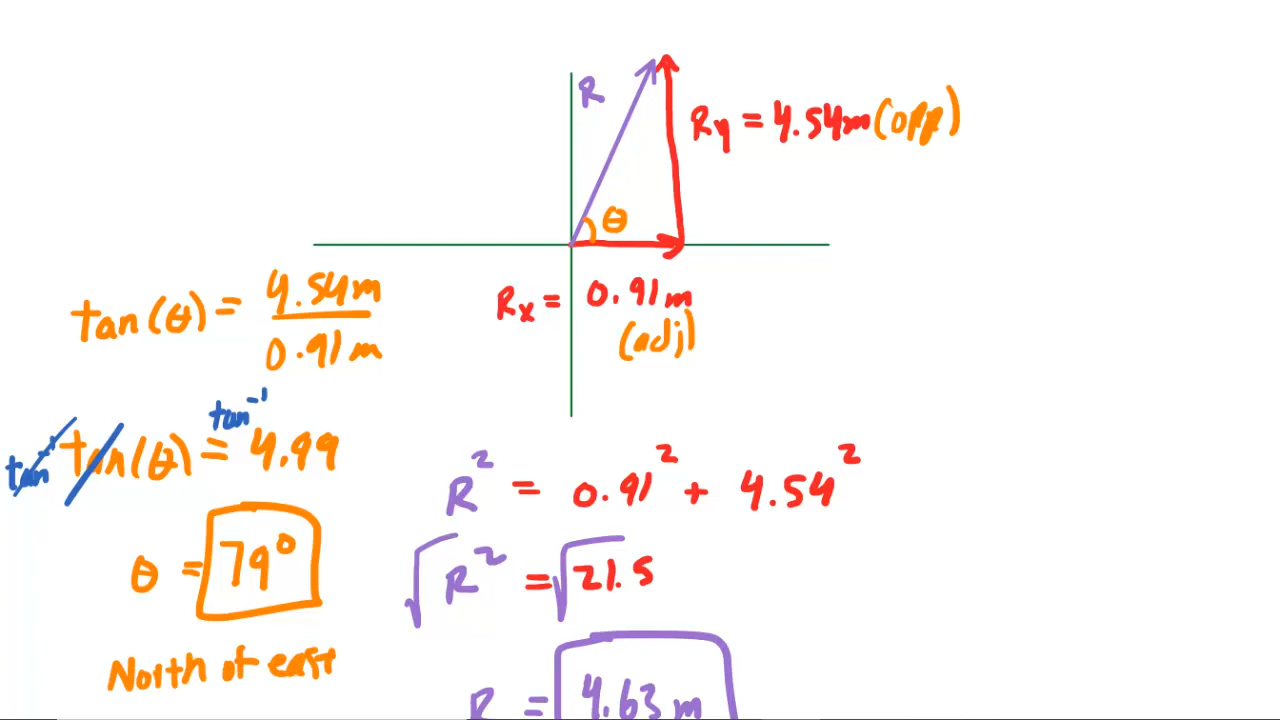 R
Ry = 4.54m (opp)
θ
Rx = 0.91m
(adj)
tan(θ) = 4.54m
0.91m
tan⁻¹ tan(θ) = tan⁻¹ 4.99
θ = 79°
North of east
R² = 0.91² + 4.54²
√R² = √21.5
R = 4.63 m